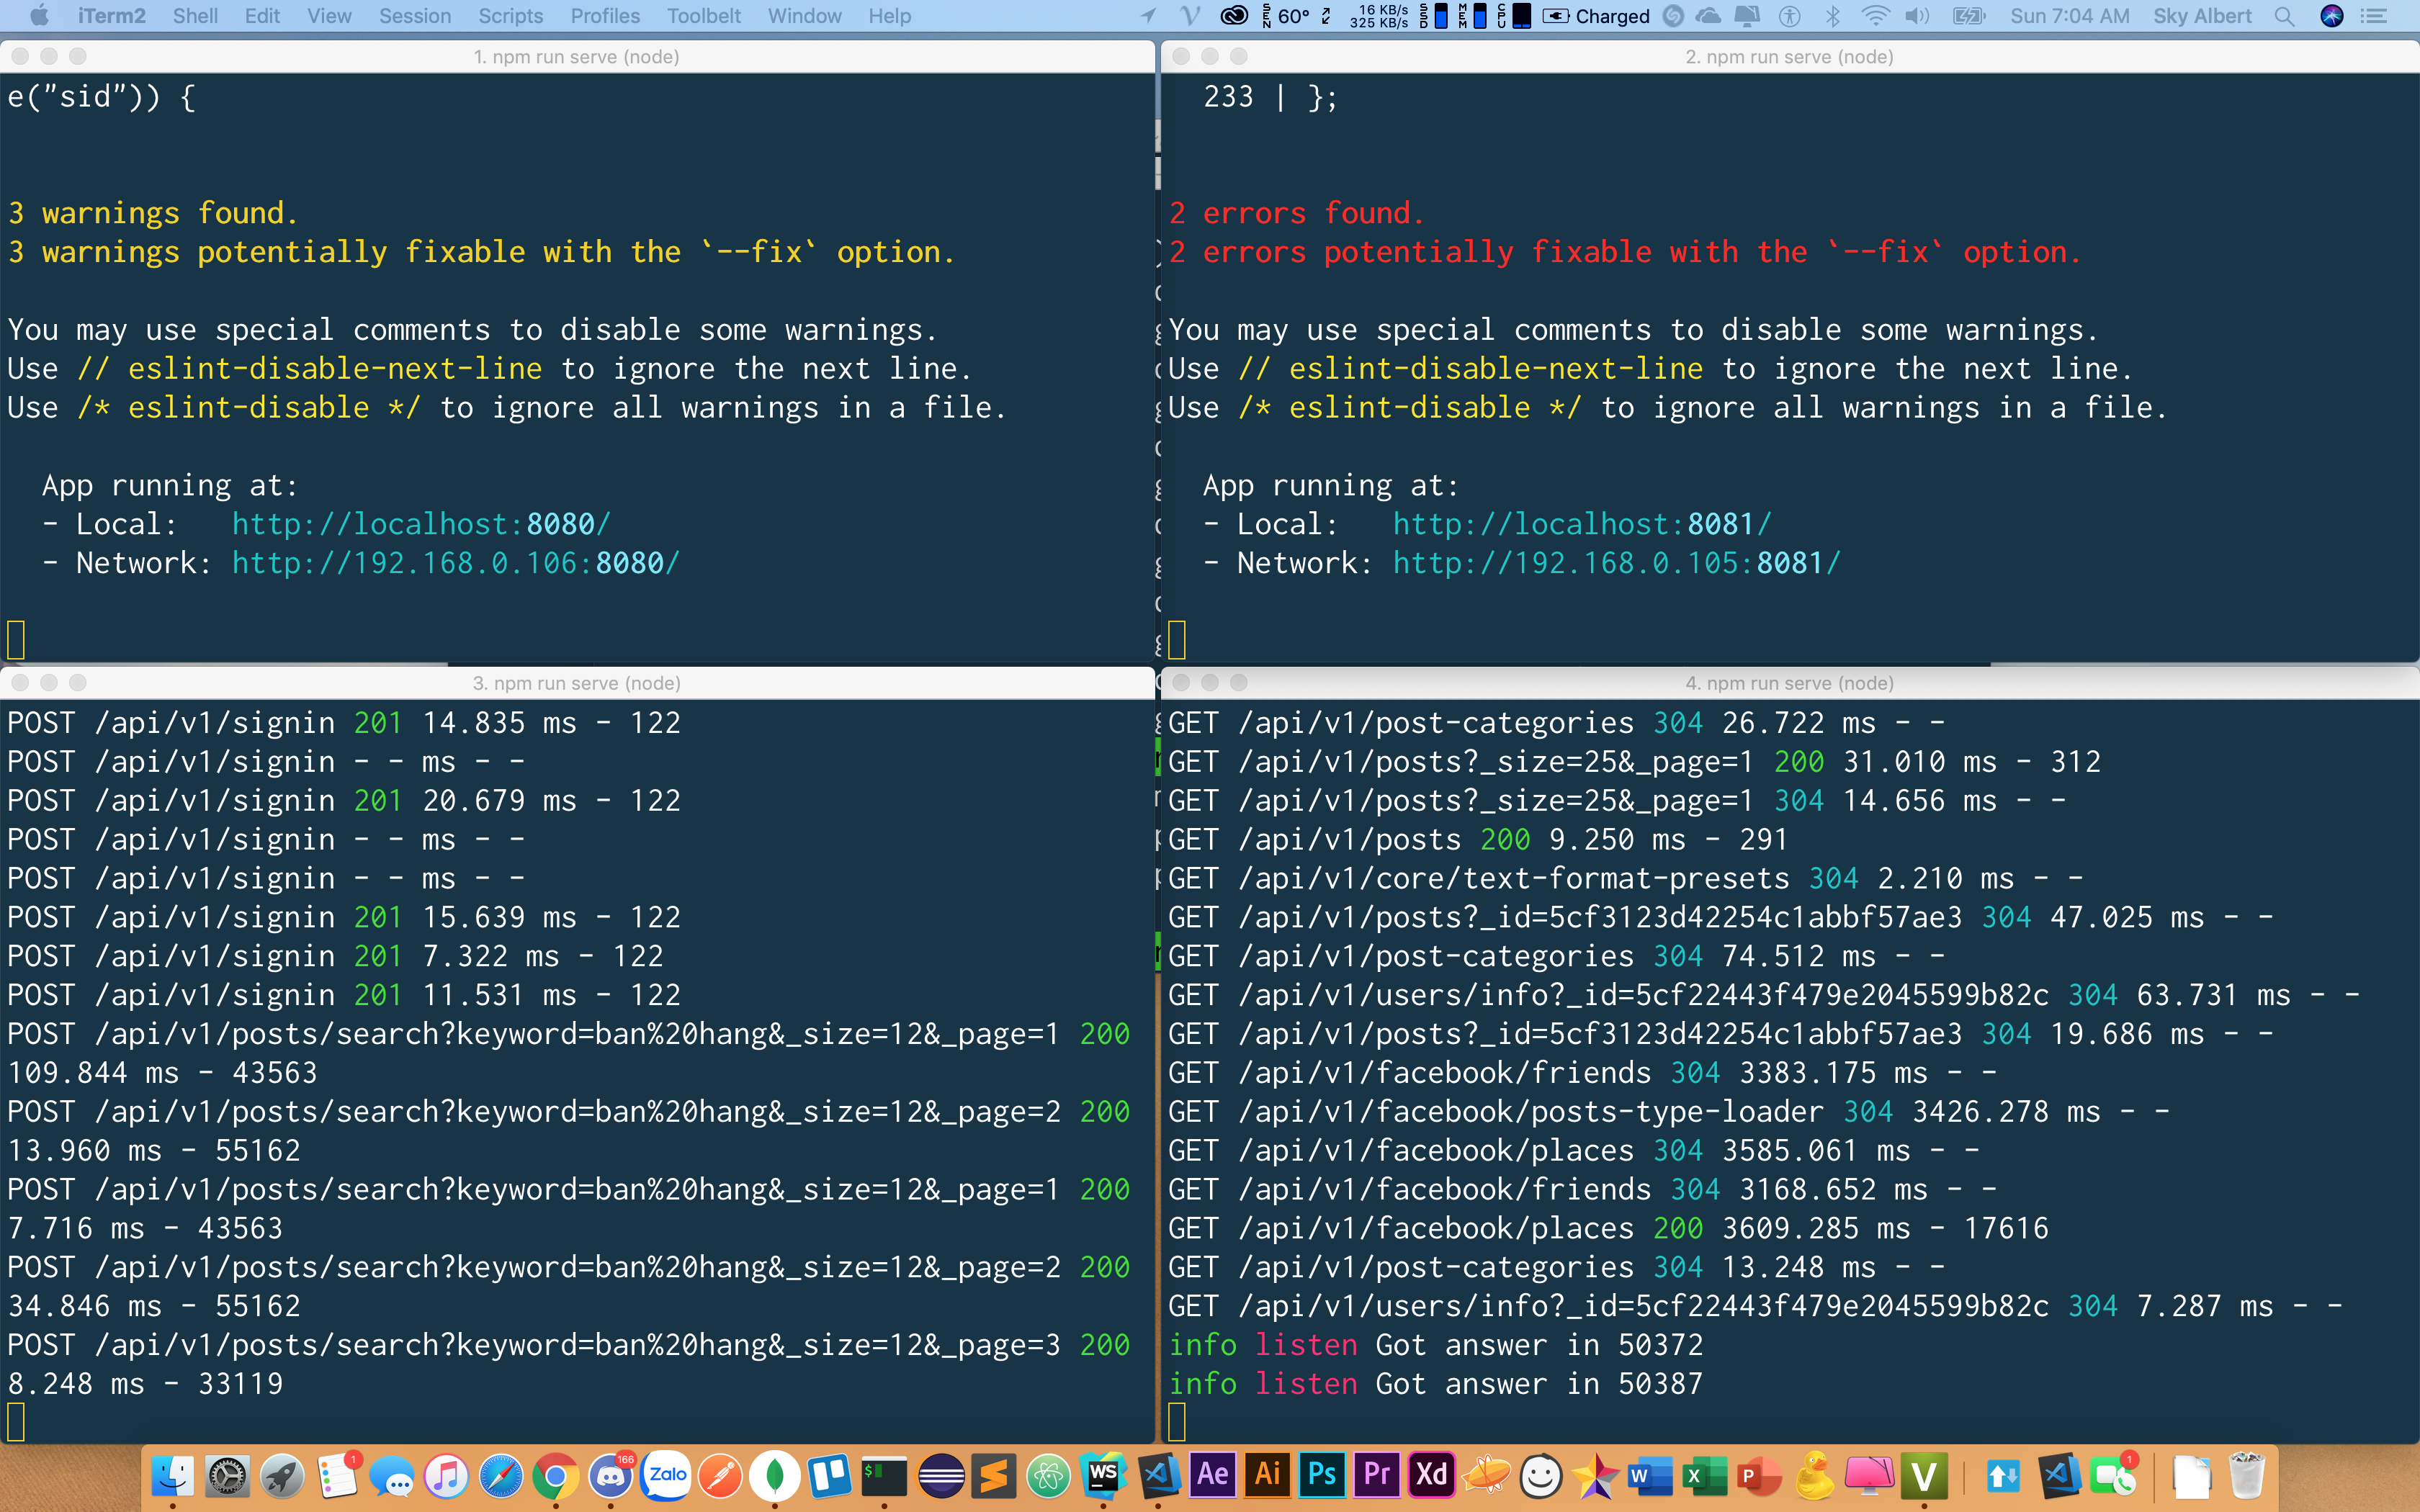 iTerm2 Shell Edit View Session Scripts Profiles Toolbelt Window Help
SEN 60° 16 KB/s 325 KB/s SSD MEM CPU Charged Sun 7:04 AM Sky Albert
1. npm run serve (node)
e("sid")) {
3 warnings found.
3 warnings potentially fixable with the `--fix` option.
You may use special comments to disable some warnings.
Use // eslint-disable-next-line to ignore the next line.
Use /* eslint-disable */ to ignore all warnings in a file.
App running at:
- Local: http://localhost:8080/
- Network: http://192.168.0.106:8080/
2. npm run serve (node)
233 | };
2 errors found.
2 errors potentially fixable with the `--fix` option.
You may use special comments to disable some warnings.
Use // eslint-disable-next-line to ignore the next line.
Use /* eslint-disable */ to ignore all warnings in a file.
App running at:
- Local: http://localhost:8081/
- Network: http://192.168.0.105:8081/
3. npm run serve (node)
POST /api/v1/signin 201 14.835 ms - 122
POST /api/v1/signin - - ms - -
POST /api/v1/signin 201 20.679 ms - 122
POST /api/v1/signin - - ms - -
POST /api/v1/signin - - ms - -
POST /api/v1/signin 201 15.639 ms - 122
POST /api/v1/signin 201 7.322 ms - 122
POST /api/v1/signin 201 11.531 ms - 122
POST /api/v1/posts/search?keyword=ban%20hang&_size=12&_page=1 200
109.844 ms - 43563
POST /api/v1/posts/search?keyword=ban%20hang&_size=12&_page=2 200
13.960 ms - 55162
POST /api/v1/posts/search?keyword=ban%20hang&_size=12&_page=1 200
7.716 ms - 43563
POST /api/v1/posts/search?keyword=ban%20hang&_size=12&_page=2 200
34.846 ms - 55162
POST /api/v1/posts/search?keyword=ban%20hang&_size=12&_page=3 200
8.248 ms - 33119
4. npm run serve (node)
GET /api/v1/post-categories 304 26.722 ms - -
GET /api/v1/posts?_size=25&_page=1 200 31.010 ms - 312
GET /api/v1/posts?_size=25&_page=1 304 14.656 ms - -
GET /api/v1/posts 200 9.250 ms - 291
GET /api/v1/core/text-format-presets 304 2.210 ms - -
GET /api/v1/posts?_id=5cf3123d42254c1abbf57ae3 304 47.025 ms - -
GET /api/v1/post-categories 304 74.512 ms - -
GET /api/v1/users/info?_id=5cf22443f479e2045599b82c 304 63.731 ms - -
GET /api/v1/posts?_id=5cf3123d42254c1abbf57ae3 304 19.686 ms - -
GET /api/v1/facebook/friends 304 3383.175 ms - -
GET /api/v1/facebook/posts-type-loader 304 3426.278 ms - -
GET /api/v1/facebook/places 304 3585.061 ms - -
GET /api/v1/facebook/friends 304 3168.652 ms - -
GET /api/v1/facebook/places 200 3609.285 ms - 17616
GET /api/v1/post-categories 304 13.248 ms - -
GET /api/v1/users/info?_id=5cf22443f479e2045599b82c 304 7.287 ms - -
info listen Got answer in 50372
info listen Got answer in 50387
1 166 Zalo $ WS Ae Ai Ps Pr Xd W X P V 1